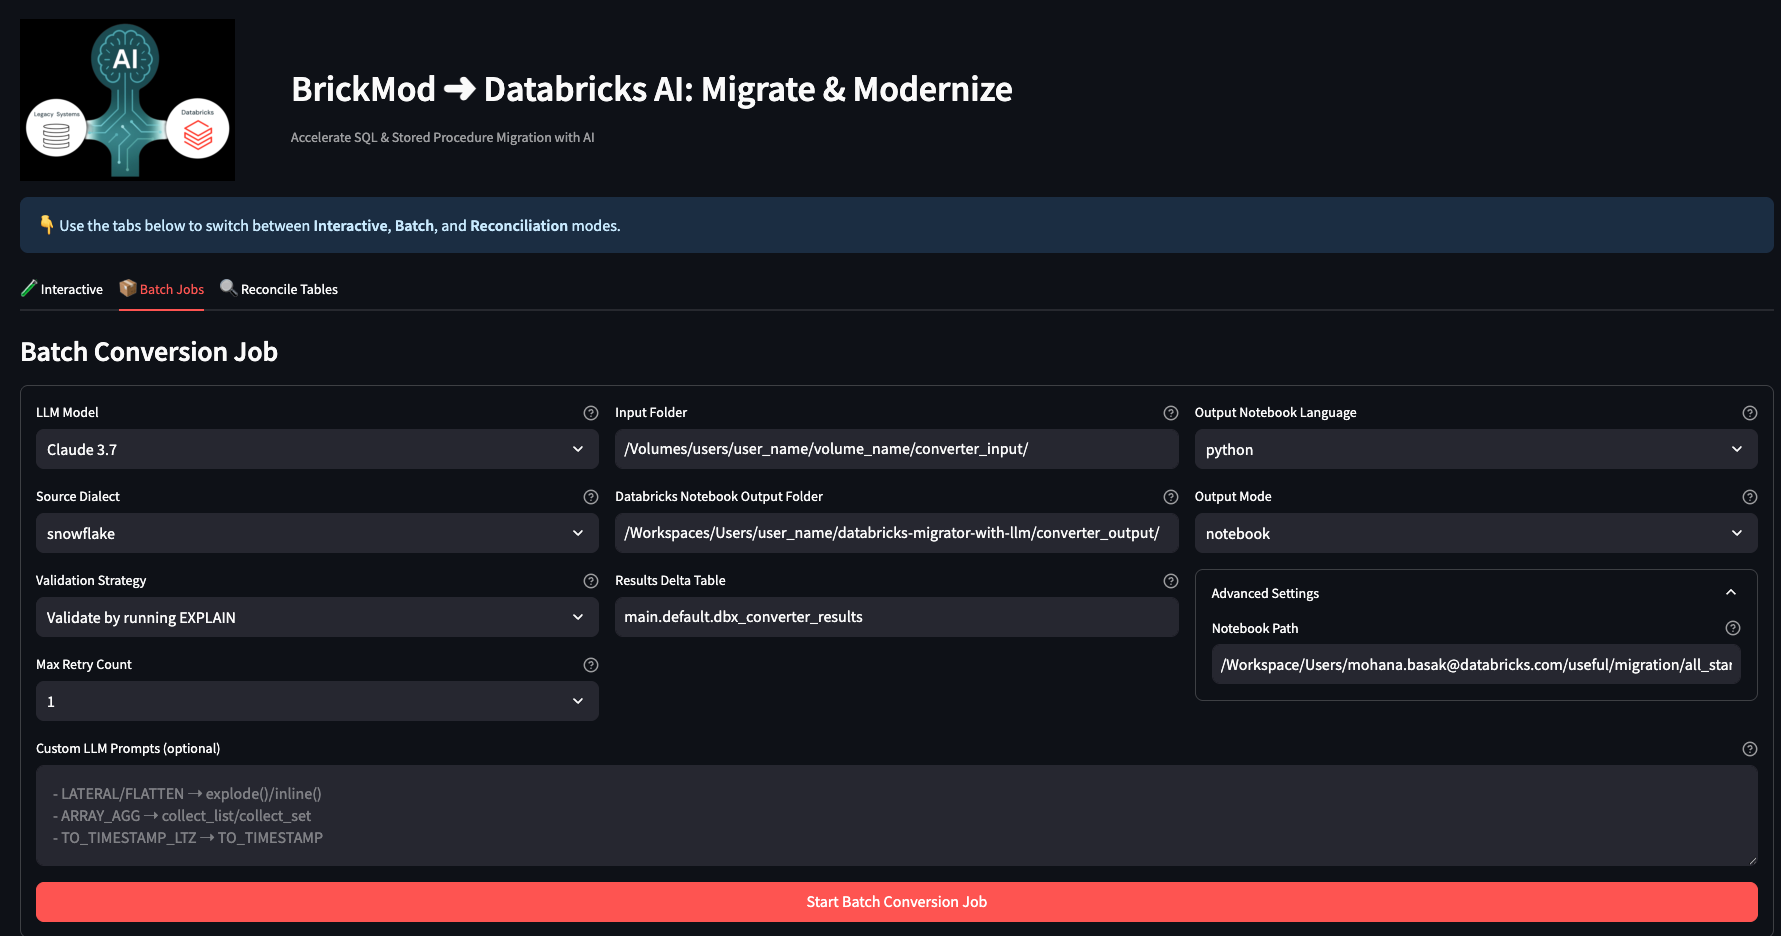 AI
Legacy Systems
Databricks
BrickMod ➜ Databricks AI: Migrate & Modernize
Accelerate SQL & Stored Procedure Migration with AI
👇 Use the tabs below to switch between Interactive, Batch, and Reconciliation modes.
Interactive
Batch Jobs
Reconcile Tables
Batch Conversion Job
LLM Model
Claude 3.7
Input Folder
/Volumes/users/user_name/volume_name/converter_input/
Output Notebook Language
python
Source Dialect
snowflake
Databricks Notebook Output Folder
/Workspaces/Users/user_name/databricks-migrator-with-llm/converter_output/
Output Mode
notebook
Validation Strategy
Validate by running EXPLAIN
Results Delta Table
main.default.dbx_converter_results
Advanced Settings
Notebook Path
/Workspace/Users/mohana.basak@databricks.com/useful/migration/all_star
Max Retry Count
1
Custom LLM Prompts (optional)
- LATERAL/FLATTEN → explode()/inline()
- ARRAY_AGG → collect_list/collect_set
- TO_TIMESTAMP_LTZ → TO_TIMESTAMP
Start Batch Conversion Job